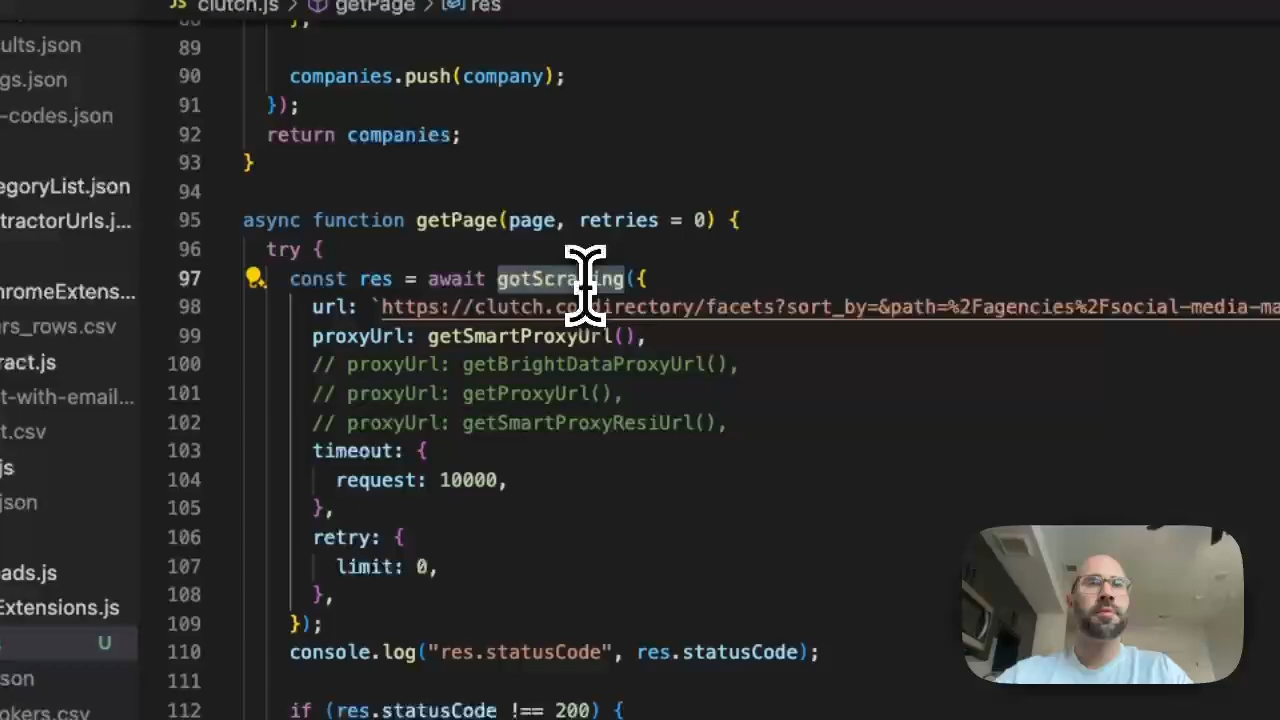 JS clutch.js > getPage > res
ults.json
gs.json
-codes.json
egoryList.json
tractorUrls.j...
hromeExtens...
rs_rows.csv
ract.js
t-with-email...
t.csv
js
json
ads.js
Extensions.js
U
son
okers.csv
88 },
89
90 companies.push(company);
91 });
92 return companies;
93 }
94
95 async function getPage(page, retries = 0) {
96 try {
97 const res = await gotScraping({
98 url: `https://clutch.co/directory/facets?sort_by=&path=%2Fagencies%2Fsocial-media-ma
99 proxyUrl: getSmartProxyUrl(),
100 // proxyUrl: getBrightDataProxyUrl(),
101 // proxyUrl: getProxyUrl(),
102 // proxyUrl: getSmartProxyResiUrl(),
103 timeout: {
104 request: 10000,
105 },
106 retry: {
107 limit: 0,
108 },
109 });
110 console.log("res.statusCode", res.statusCode);
111
112 if (res.statusCode !== 200) {